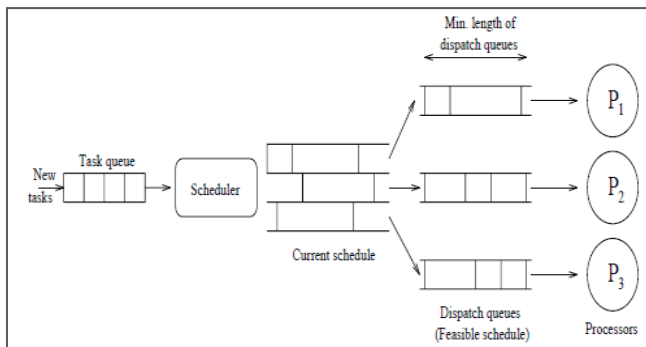 Min. length of
dispatch queues
P1
Task queue
New
tasks
Scheduler
P2
Current schedule
P3
Dispatch queues
(Feasible schedule)
Processors